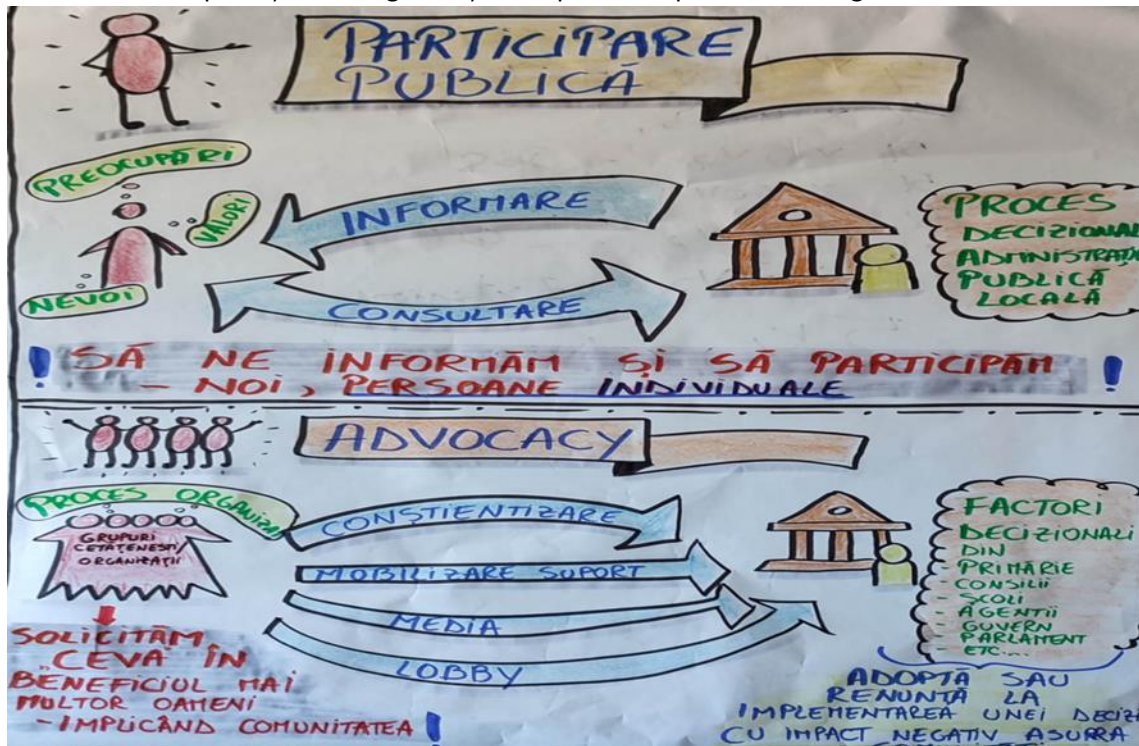 PARTICIPARE
PUBLICĂ
PREOCUPĂRI
VALORI
NEVOI
INFORMARE
CONSULTARE
PROCES
DECIZIONAL
ADMINISTRAȚIE
PUBLICĂ
LOCALĂ
! SĂ NE INFORMĂM ȘI SĂ PARTICIPĂM !
- NOI, PERSOANE INDIVIDUALE
ADVOCACY
PROCES ORGANIZAT
GRUPURI
CETĂȚENEȘTI/
ORGANIZAȚII
SOLICITĂM
"CEVA" ÎN
BENEFICIUL MAI
MULTOR OAMENI
- IMPLICÂND COMUNITATEA !
CONȘTIENTIZARE
MOBILIZARE SUPORT
MEDIA
LOBBY
FACTORI
DECIZIONALI
DIN
- PRIMĂRIE
- CONSILII
- ȘCOLI
- AGENȚII
- GUVERN
- PARLAMENT
- ETC...
ADOPTĂ SAU
RENUNȚĂ LA
IMPLEMENTAREA UNEI DECIZI
CU IMPACT NEGATIV ASUPRA